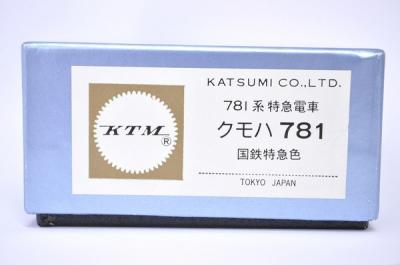 KTM
®
KATSUMI CO.,LTD.
781系特急電車
クモハ 781
国鉄特急色
TOKYO JAPAN